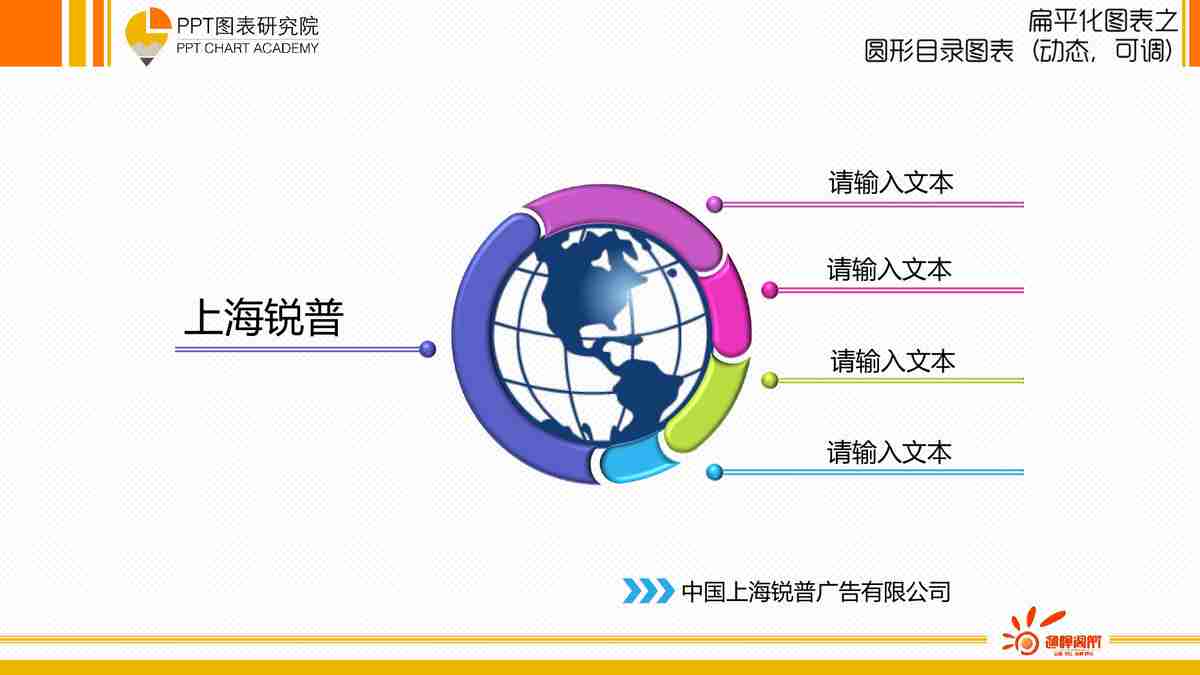 PPT图表研究院
PPT CHART ACADEMY
扁平化图表之
圆形目录图表（动态，可调）
请输入文本
请输入文本
上海锐普
请输入文本
请输入文本
中国上海锐普广告有限公司